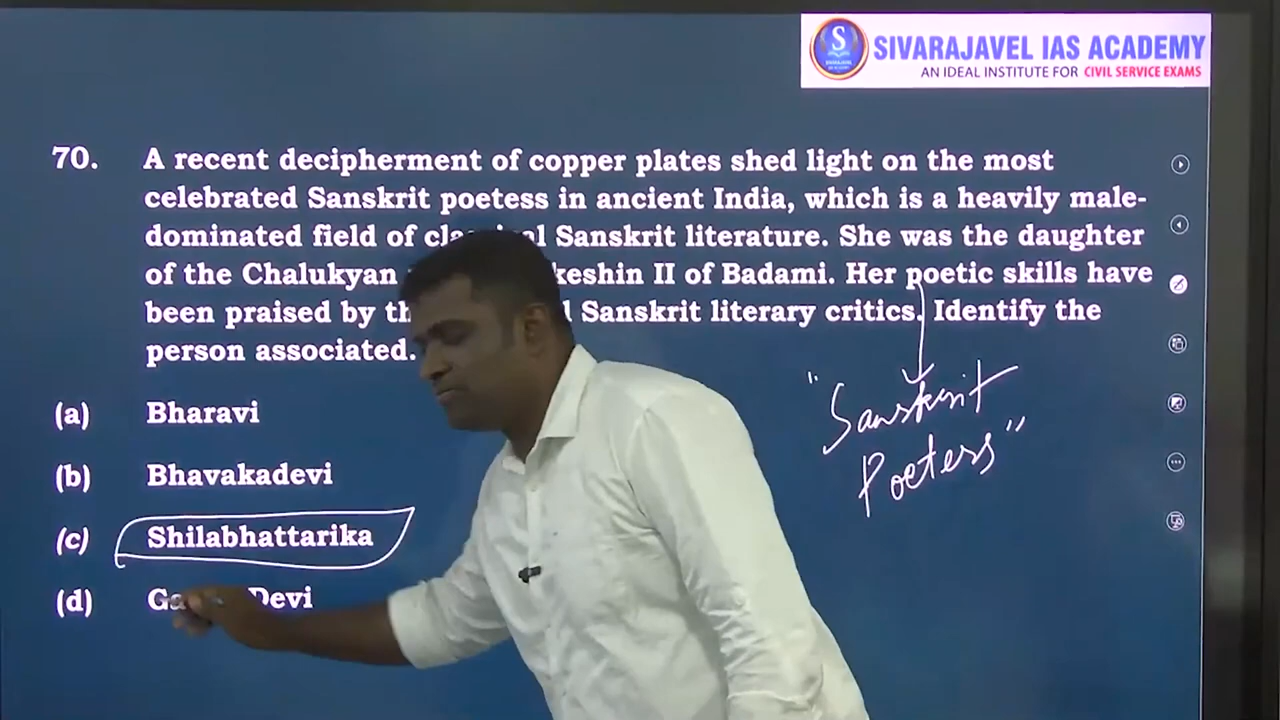 SIVARAJAVEL IAS ACADEMY
AN IDEAL INSTITUTE FOR CIVIL SERVICE EXAMS
70. A recent decipherment of copper plates shed light on the most
celebrated Sanskrit poetess in ancient India, which is a heavily male-
dominated field of Sanskrit literature. She was the daughter
of the Chalukyan keshin II of Badami. Her poetic skills have
been praised by Sanskrit literary critics. Identify the
person associated.
(a) Bharavi
(b) Bhavakadevi
(c) Shilabhattarika
(d) Devi
"Sanskrit
Poetess"